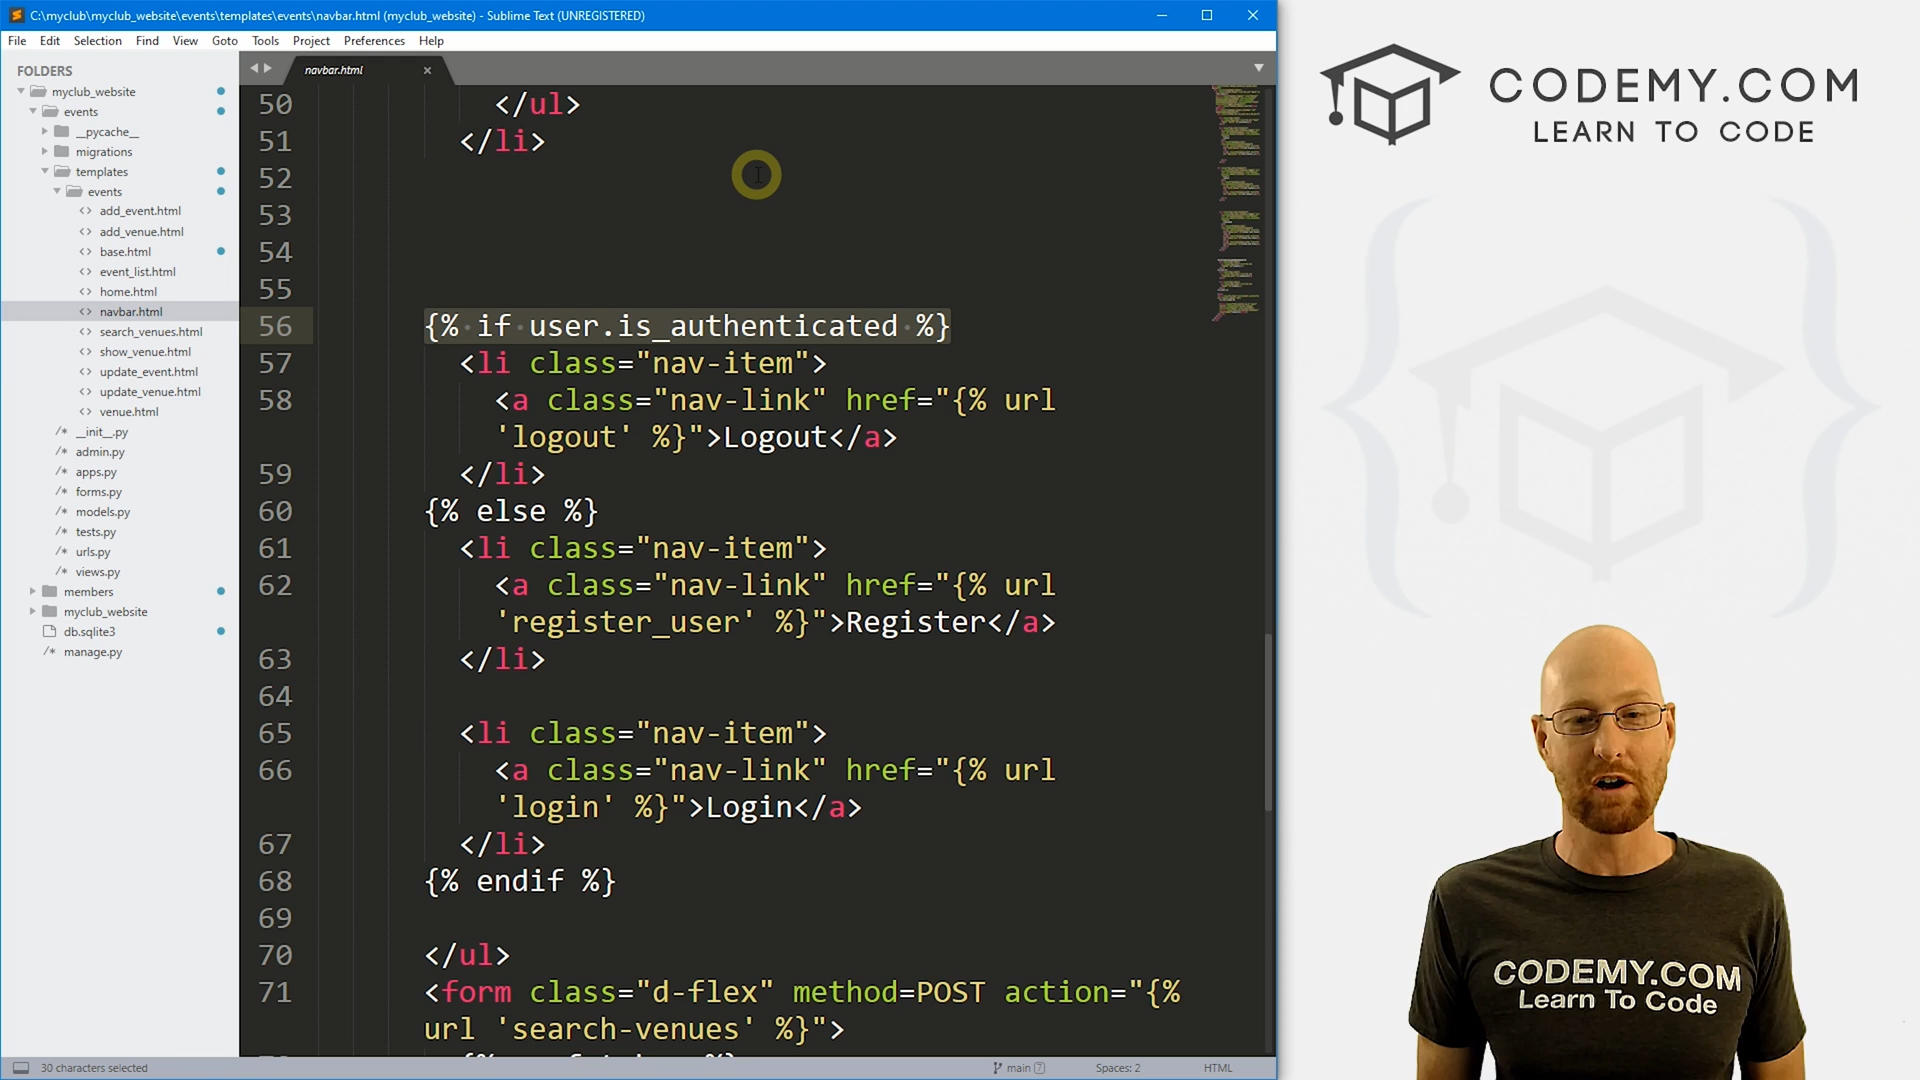 C:\myclub\myclub_website\events\templates\events\navbar.html (myclub_website) - Sublime Text (UNREGISTERED)
File Edit Selection Find View Goto Tools Project Preferences Help
FOLDERS
myclub_website
events
__pycache__
migrations
templates
events
<> add_event.html
<> add_venue.html
<> base.html
<> event_list.html
<> home.html
<> navbar.html
<> search_venues.html
<> show_venue.html
<> update_event.html
<> update_venue.html
<> venue.html
/* __init__.py
/* admin.py
/* apps.py
/* forms.py
/* models.py
/* tests.py
/* urls.py
/* views.py
members
myclub_website
db.sqlite3
/* manage.py
navbar.html
50 </ul>
51 </li>
52
53
54
55
56 {% if user.is_authenticated %}
57 <li class="nav-item">
58 <a class="nav-link" href="{% url
'logout' %}">Logout</a>
59 </li>
60 {% else %}
61 <li class="nav-item">
62 <a class="nav-link" href="{% url
'register_user' %}">Register</a>
63 </li>
64
65 <li class="nav-item">
66 <a class="nav-link" href="{% url
'login' %}">Login</a>
67 </li>
68 {% endif %}
69
70 </ul>
71 <form class="d-flex" method=POST action="{%
url 'search-venues' %}">
30 characters selected
main 7
Spaces: 2
HTML
CODEMY.COM
LEARN TO CODE
CODEMY.COM
Learn To Code